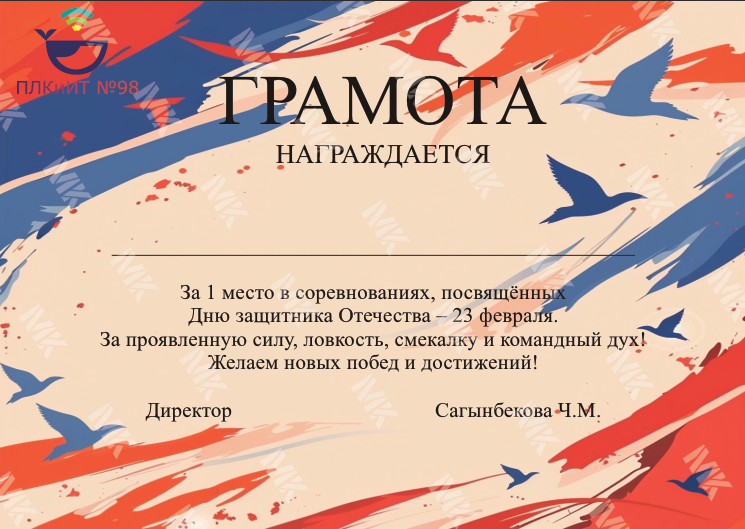 ПЛКИИТ №98
ГРАМОТА
НАГРАЖДАЕТСЯ
За 1 место в соревнованиях, посвящённых
Дню защитника Отечества – 23 февраля.
За проявленную силу, ловкость, смекалку и командный дух!
Желаем новых побед и достижений!
Директор Сагынбекова Ч.М.